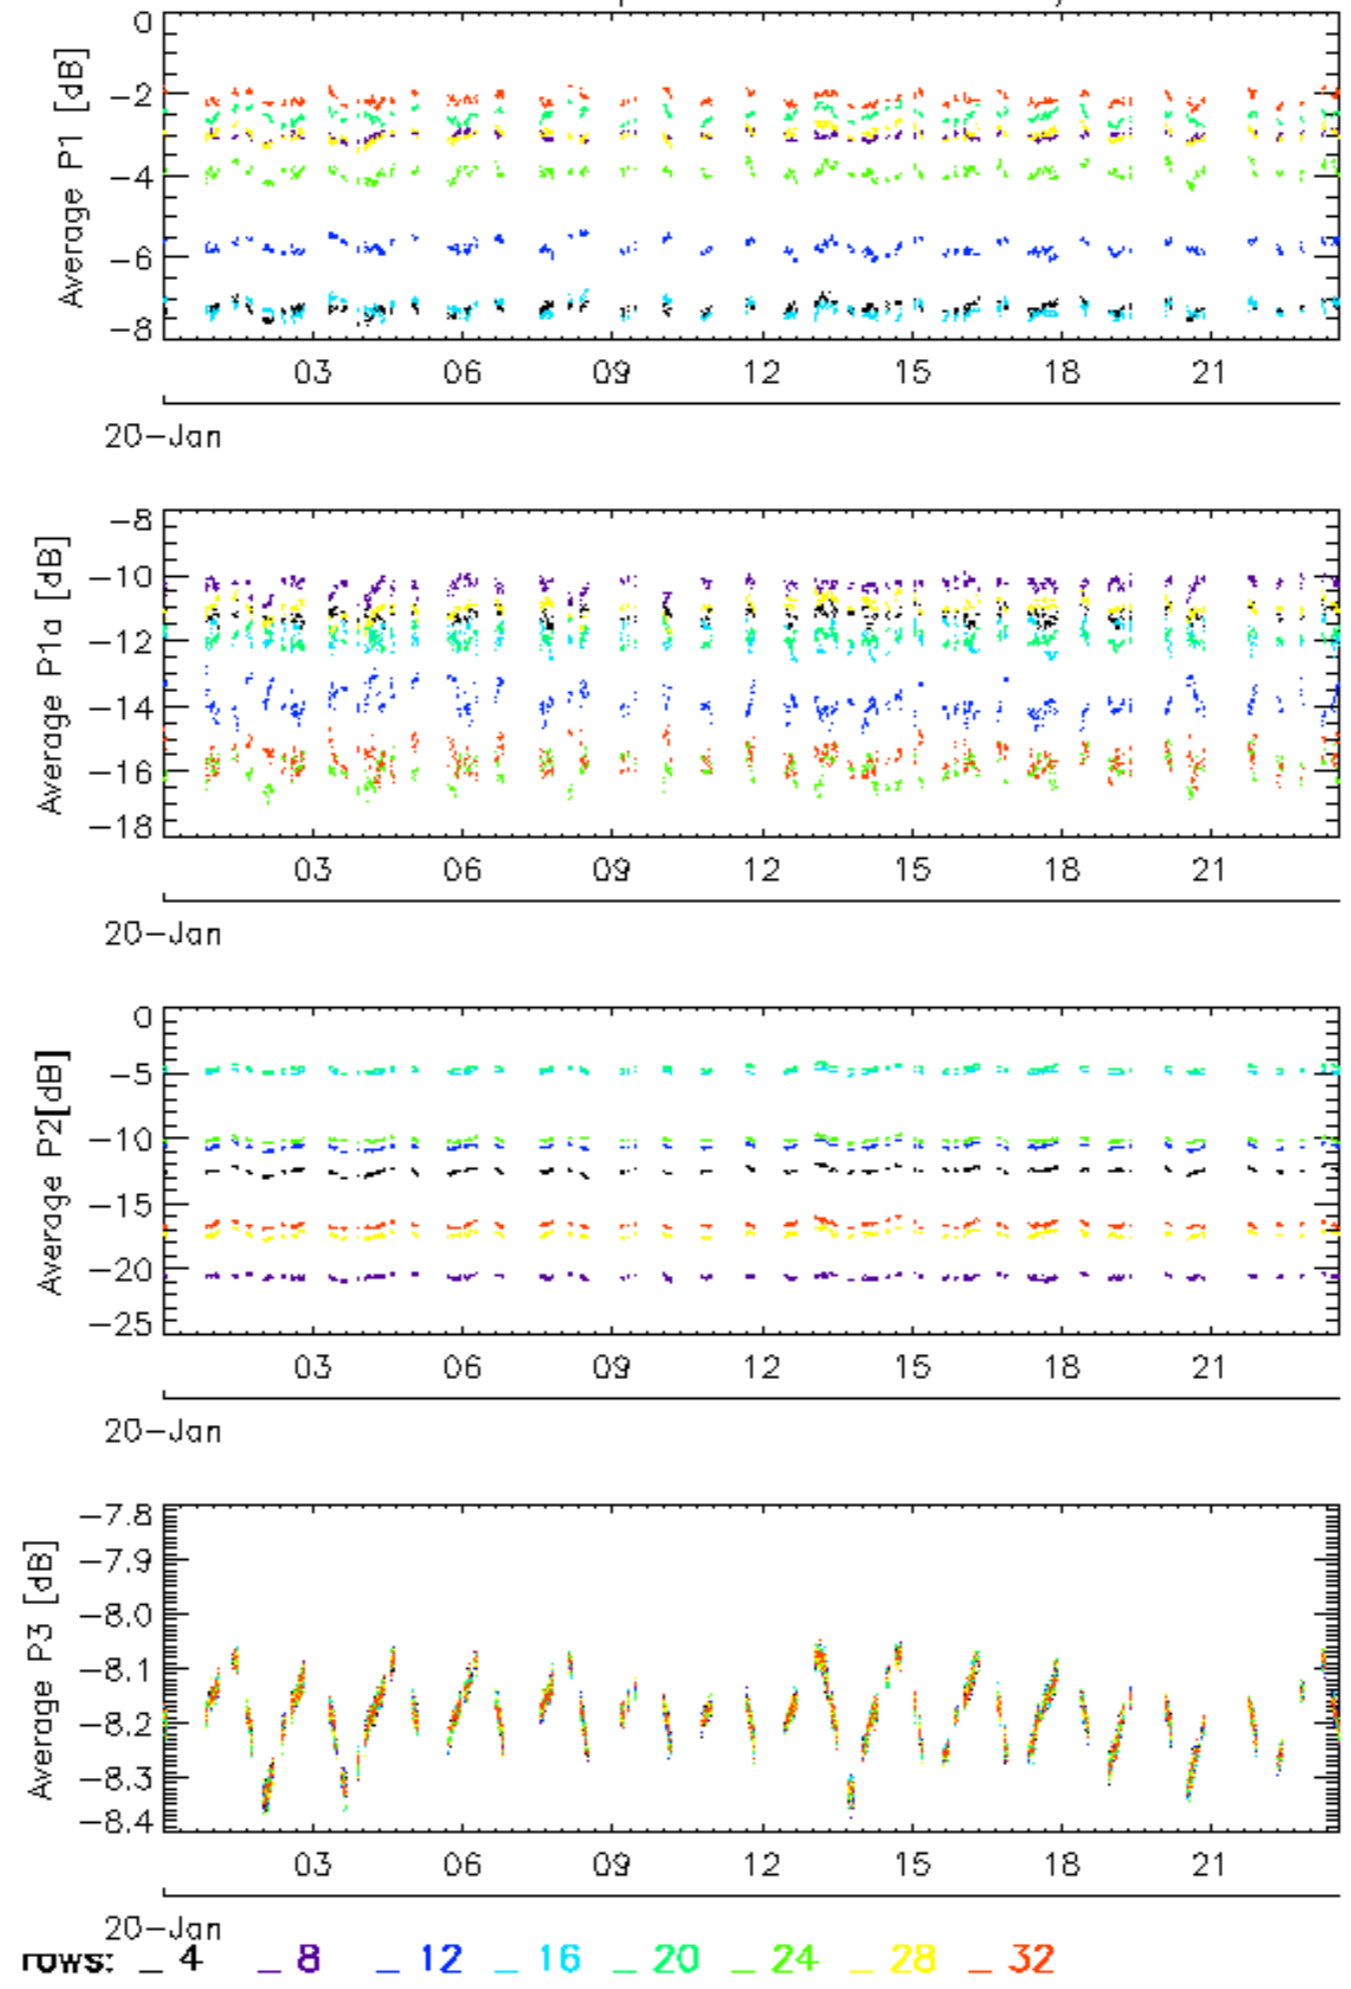 Average P1 [dB]
0
−2
−4
−6
−8
03 06 09 12 15 18 21
20−Jan
Average P1a [dB]
−8
−10
−12
−14
−16
−18
03 06 09 12 15 18 21
20−Jan
Average P2[dB]
0
−5
−10
−15
−20
−25
03 06 09 12 15 18 21
20−Jan
Average P3 [dB]
−7.8
−7.9
−8.0
−8.1
−8.2
−8.3
−8.4
03 06 09 12 15 18 21
20−Jan
rows: _ 4 _ 8 _ 12 _ 16 _ 20 _ 24 _ 28 _ 32